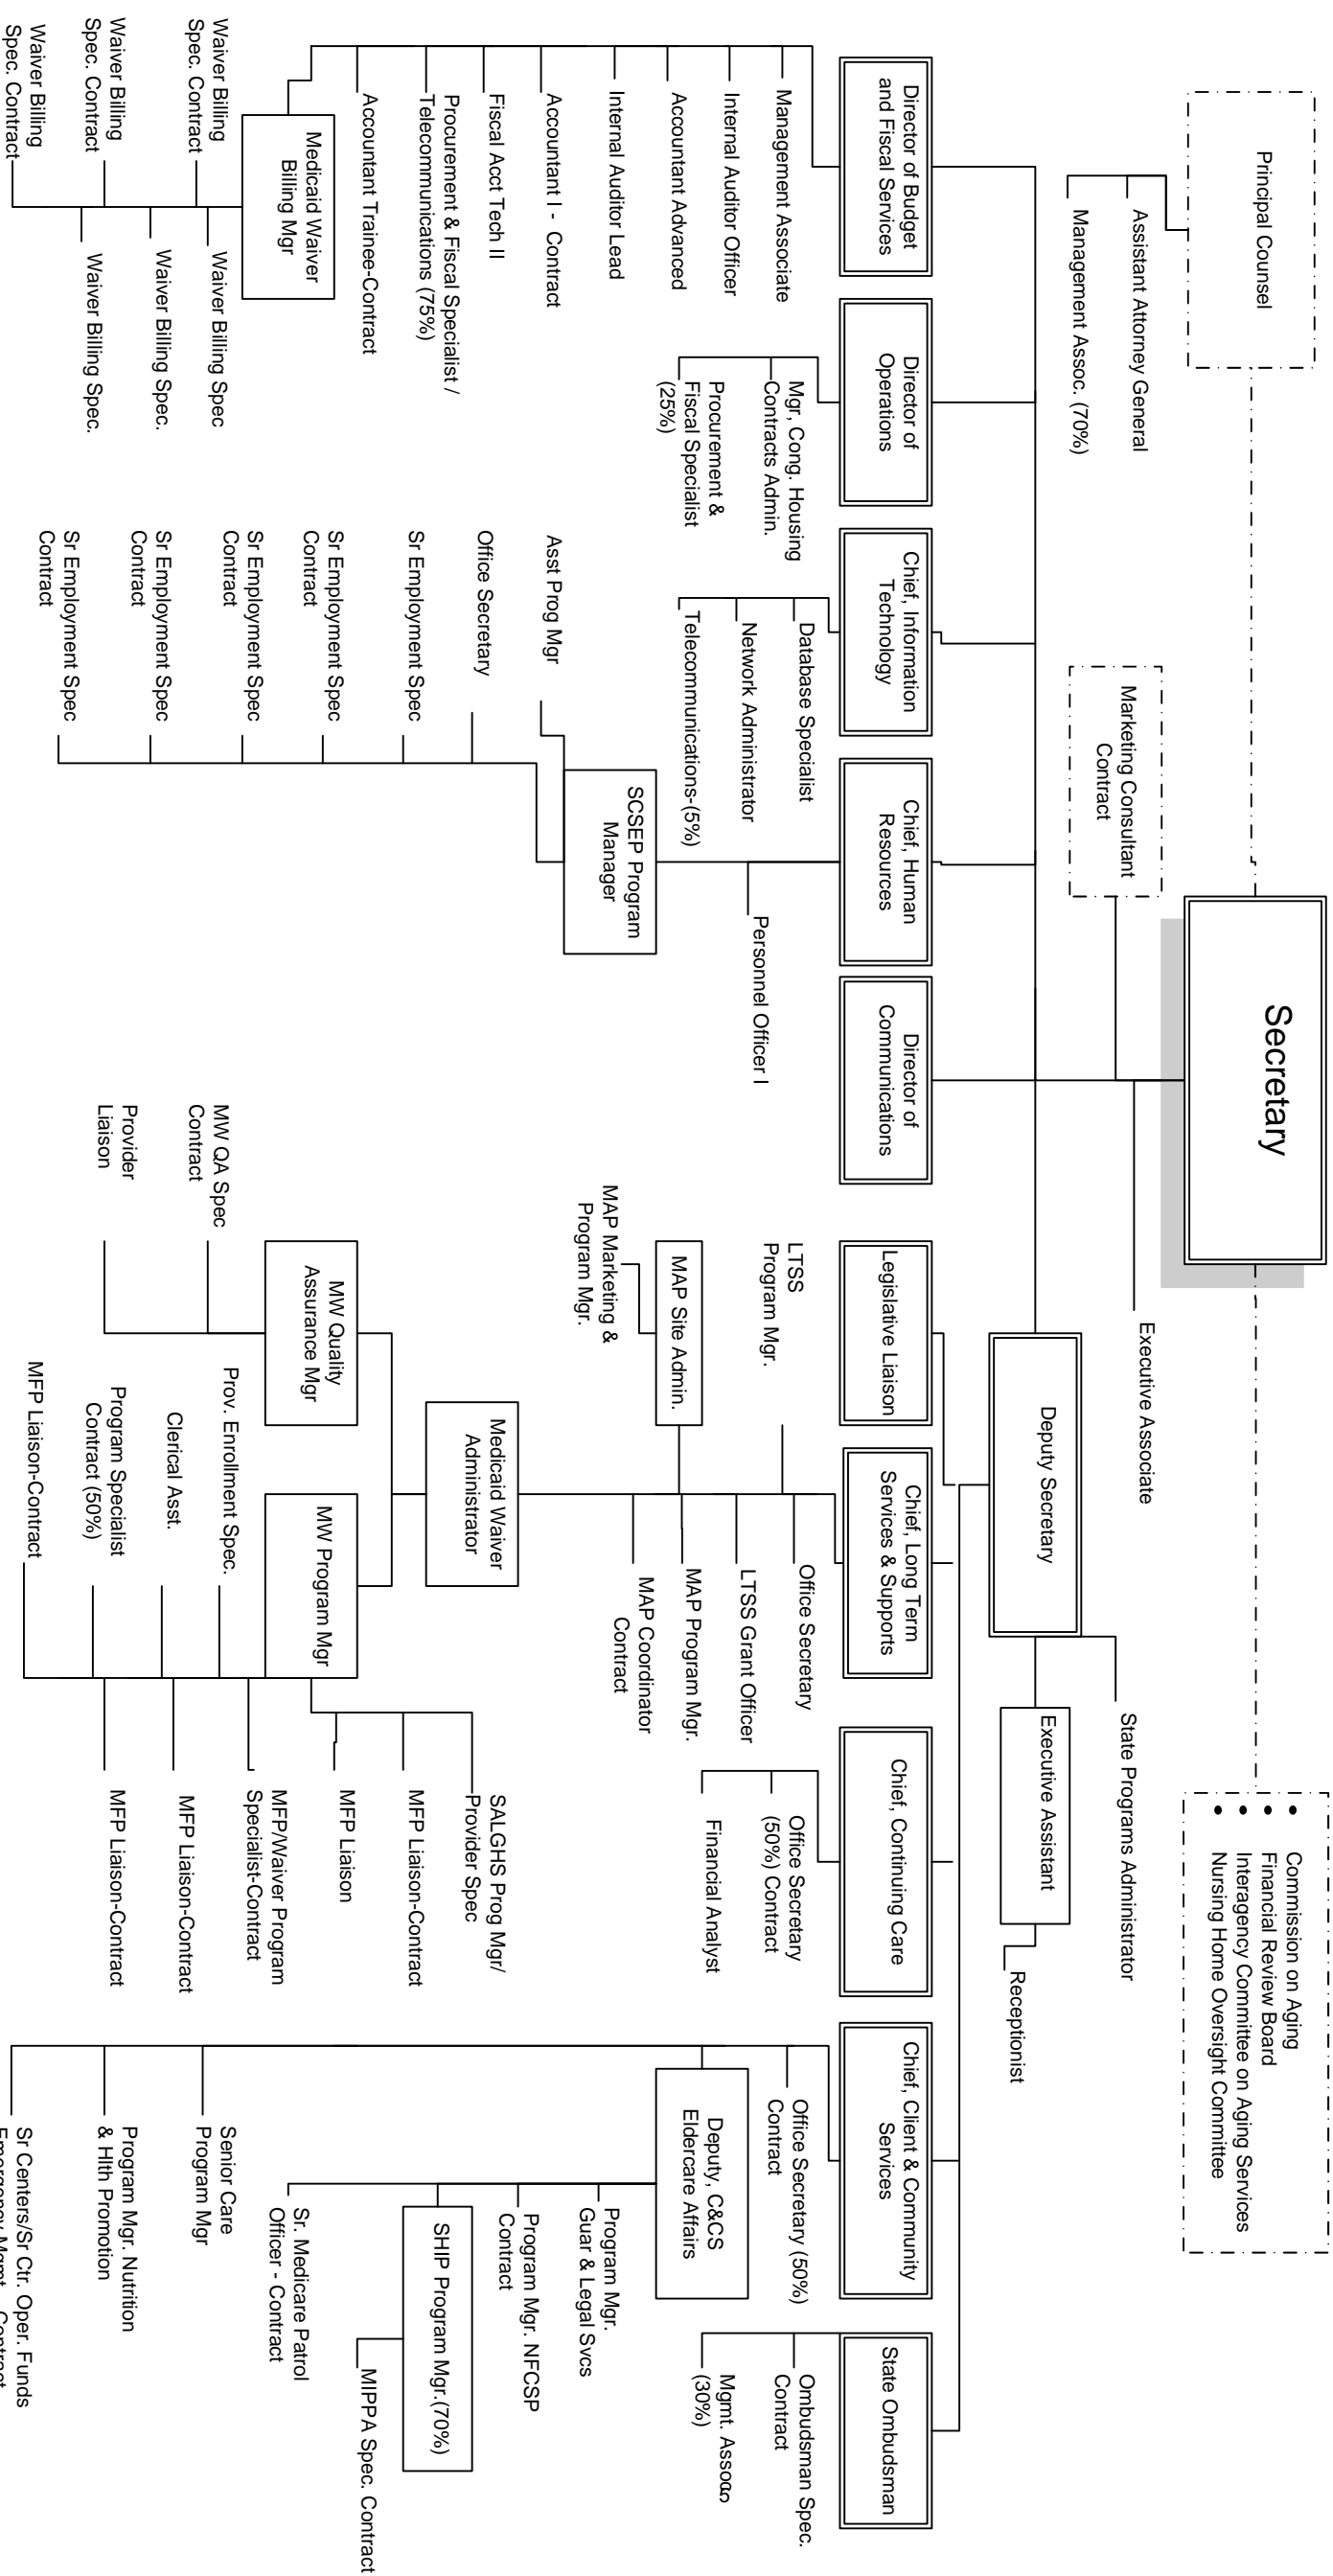 Secretary
Principal Counsel
Assistant Attorney General
Management Assoc. (70%)
Marketing Consultant
Contract
Executive Associate
Commission on Aging
Financial Review Board
Interagency Committee on Aging Services
Nursing Home Oversight Committee
Deputy Secretary
State Programs Administrator
Executive Assistant
Receptionist
Director of Budget
and Fiscal Services
Management Associate
Internal Auditor Officer
Accountant Advanced
Internal Auditor Lead
Accountant I - Contract
Fiscal Acct Tech II
Procurement & Fiscal Specialist /
Telecommunications (75%)
Accountant Trainee-Contract
Medicaid Waiver
Billing Mgr
Waiver Billing
Spec. Contract
Waiver Billing
Spec. Contract
Waiver Billing
Spec. Contract
Waiver Billing Spec
Waiver Billing Spec.
Waiver Billing Spec.
Director of
Operations
Mgr, Cong. Housing
Contracts Admin.
Procurement &
Fiscal Specialist
(25%)
Chief, Information
Technology
Database Specialist
Network Administrator
Telecommunications-(5%)
Chief, Human
Resources
Personnel Officer I
SCSEP Program
Manager
Asst Prog Mgr
Office Secretary
Sr Employment Spec
Sr Employment Spec
Contract
Sr Employment Spec
Contract
Sr Employment Spec
Contract
Sr Employment Spec
Contract
Director of
Communications
Legislative Liaison
Chief, Long Term
Services & Supports
LTSS
Program Mgr.
Office Secretary
LTSS Grant Officer
MAP Site Admin.
MAP Marketing &
Program Mgr.
MAP Program Mgr.
MAP Coordinator
Contract
Medicaid Waiver
Administrator
MW Quality
Assurance Mgr
MW QA Spec
Contract
Provider
Liaison
MW Program Mgr
Prov. Enrollment Spec.
Clerical Asst.
Program Specialist
Contract (50%)
MFP Liaison-Contract
SALGHS Prog Mgr/
Provider Spec
MFP Liaison-Contract
MFP Liaison
MFP/Waiver Program
Specialist-Contract
MFP Liaison-Contract
MFP Liaison-Contract
Chief, Continuing Care
Office Secretary
(50%) Contract
Financial Analyst
Chief, Client & Community
Services
Office Secretary (50%)
Contract
Deputy, C&CS
Eldercare Affairs
Program Mgr.
Guar & Legal Svcs
Program Mgr. NFCSP
Contract
SHIP Program Mgr.(70%)
MIPPA Spec. Contract
Sr. Medicare Patrol
Officer - Contract
Senior Care
Program Mgr
Program Mgr. Nutrition
& Hlth Promotion
Sr Centers/Sr Ctr. Oper. Funds
State Ombudsman
Ombudsman Spec.
Contract
Mgmt.
(30%)